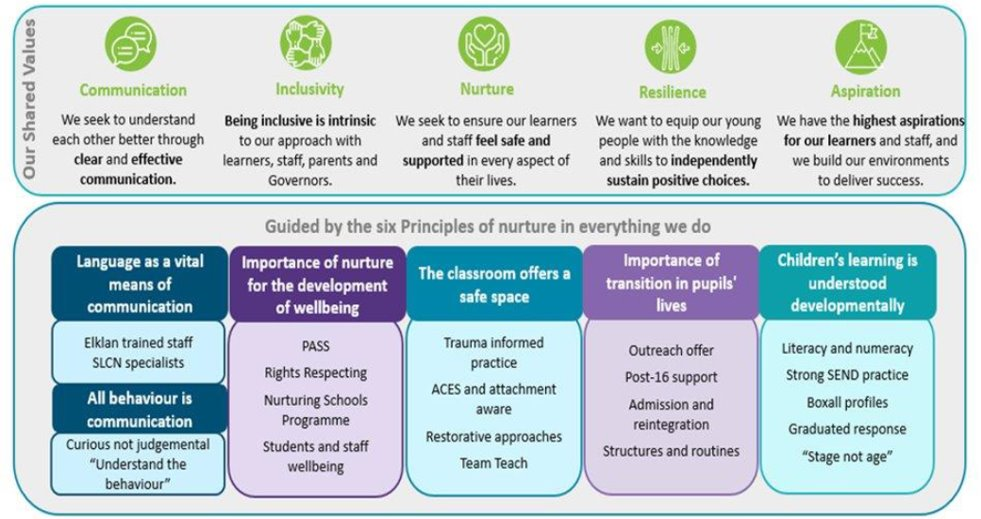 Our Shared Values
Communication
We seek to understand
each other better through
clear and effective
communication.
Inclusivity
Being inclusive is intrinsic
to our approach with
learners, staff, parents and
Governors.
Nurture
We seek to ensure our learners
and staff feel safe and
supported in every aspect of
their lives.
Resilience
We want to equip our young
people with the knowledge
and skills to independently
sustain positive choices.
Aspiration
We have the highest aspirations
for our learners and staff, and
we build our environments
to deliver success.
Guided by the six Principles of nurture in everything we do
Language as a vital
means of
communication
Elklan trained staff
SLCN specialists
All behaviour is
communication
Curious not judgemental
“Understand the
behaviour”
Importance of nurture
for the development
of wellbeing
PASS
Rights Respecting
Nurturing Schools
Programme
Students and staff
wellbeing
The classroom offers a
safe space
Trauma informed
practice
ACES and attachment
aware
Restorative approaches
Team Teach
Importance of
transition in pupils'
lives
Outreach offer
Post-16 support
Admission and
reintegration
Structures and routines
Children’s learning is
understood
developmentally
Literacy and numeracy
Strong SEND practice
Boxall profiles
Graduated response
“Stage not age”